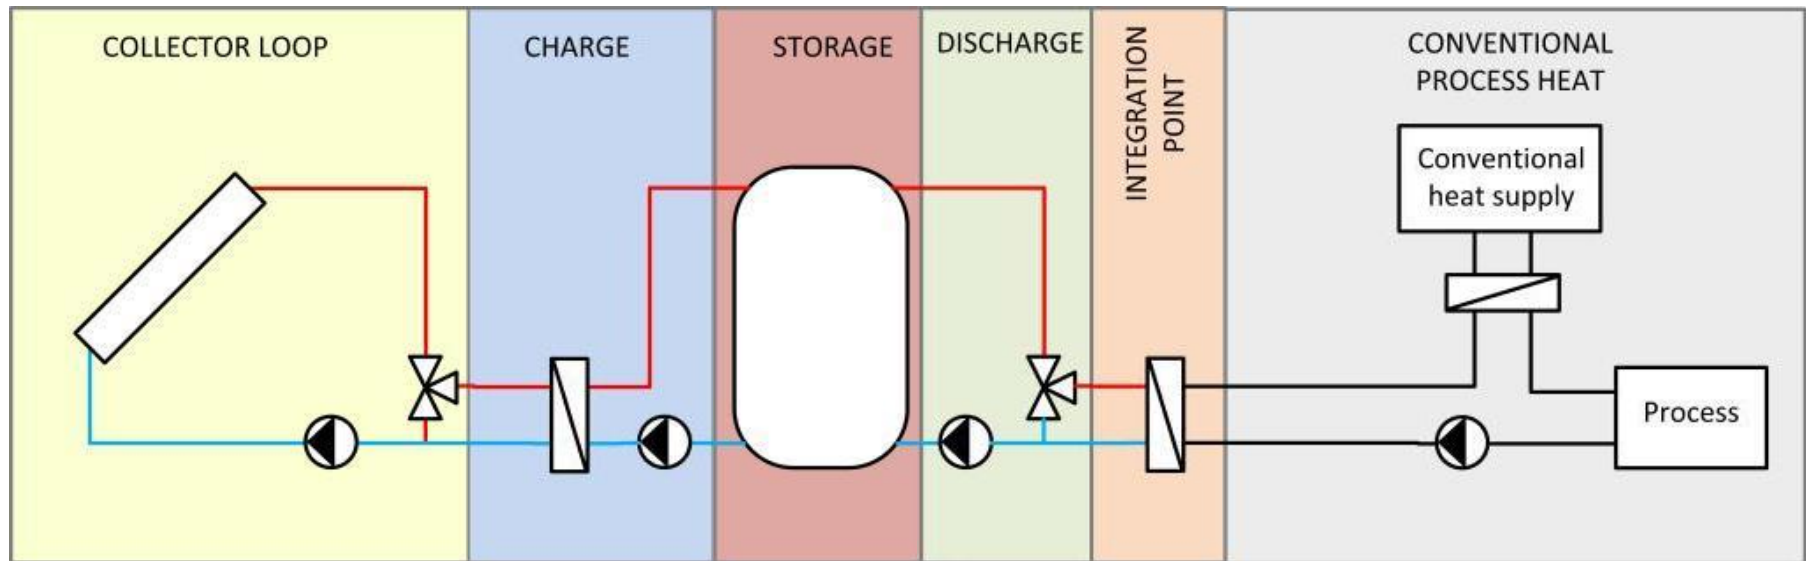 COLLECTOR LOOP
CHARGE
STORAGE
DISCHARGE
INTEGRATION
POINT
CONVENTIONAL
PROCESS HEAT
Conventional
heat supply
Process